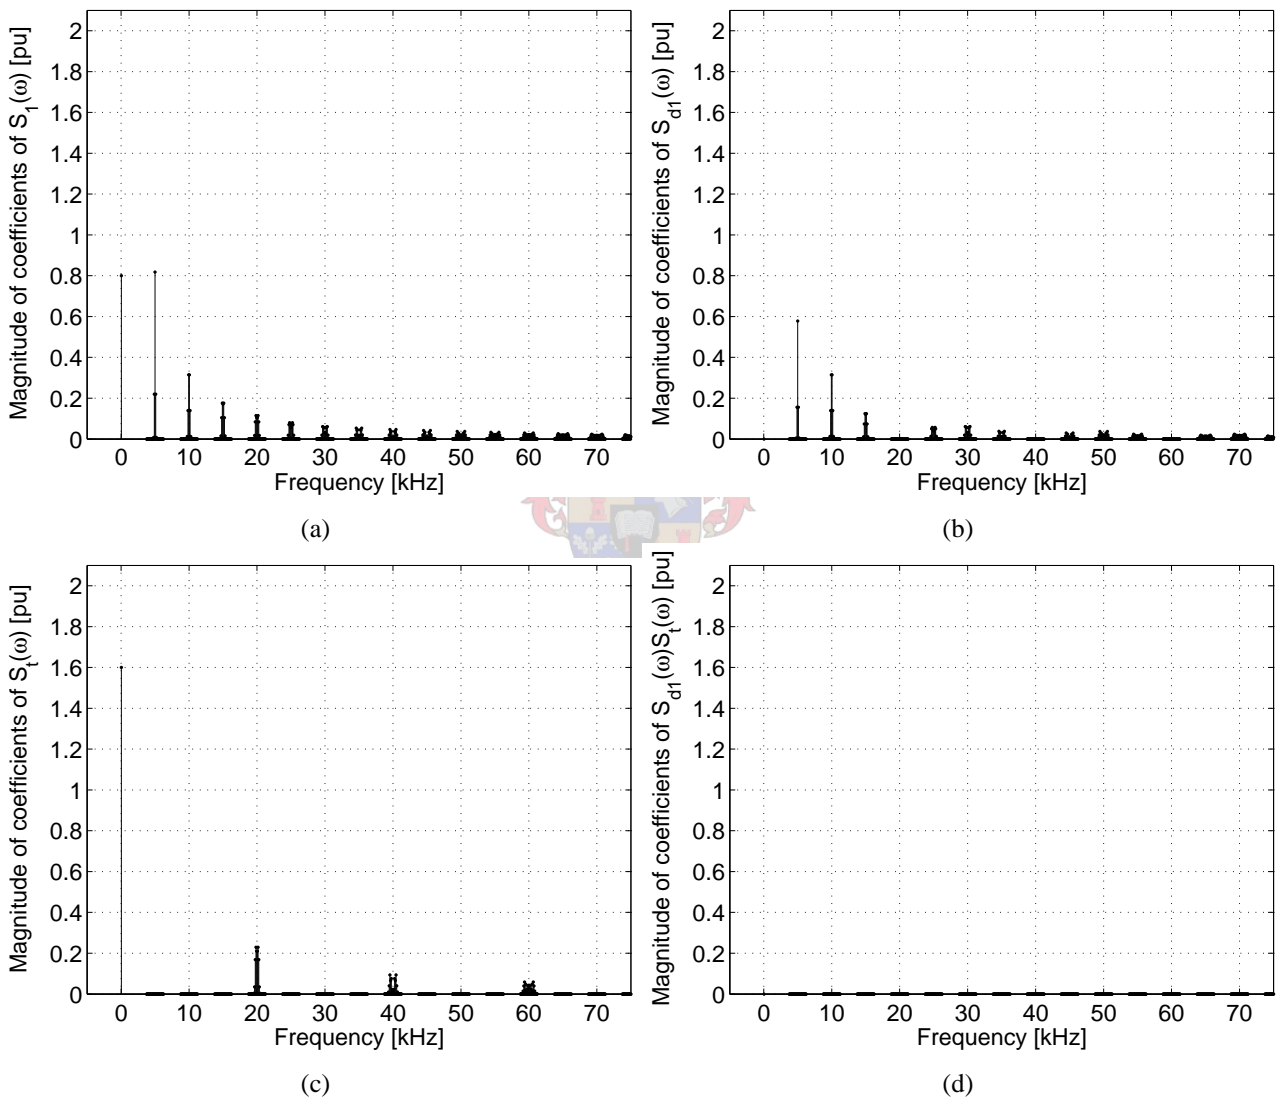 Magnitude of coefficients of S1(ω) [pu]
2
1.8
1.6
1.4
1.2
1
0.8
0.6
0.4
0.2
0
0 10 20 30 40 50 60 70
Frequency [kHz]
(a)
Magnitude of coefficients of Sd1(ω) [pu]
2
1.8
1.6
1.4
1.2
1
0.8
0.6
0.4
0.2
0
0 10 20 30 40 50 60 70
Frequency [kHz]
(b)
Magnitude of coefficients of St(ω) [pu]
2
1.8
1.6
1.4
1.2
1
0.8
0.6
0.4
0.2
0
0 10 20 30 40 50 60 70
Frequency [kHz]
(c)
Magnitude of coefficients of Sd1(ω)St(ω) [pu]
2
1.8
1.6
1.4
1.2
1
0.8
0.6
0.4
0.2
0
0 10 20 30 40 50 60 70
Frequency [kHz]
(d)